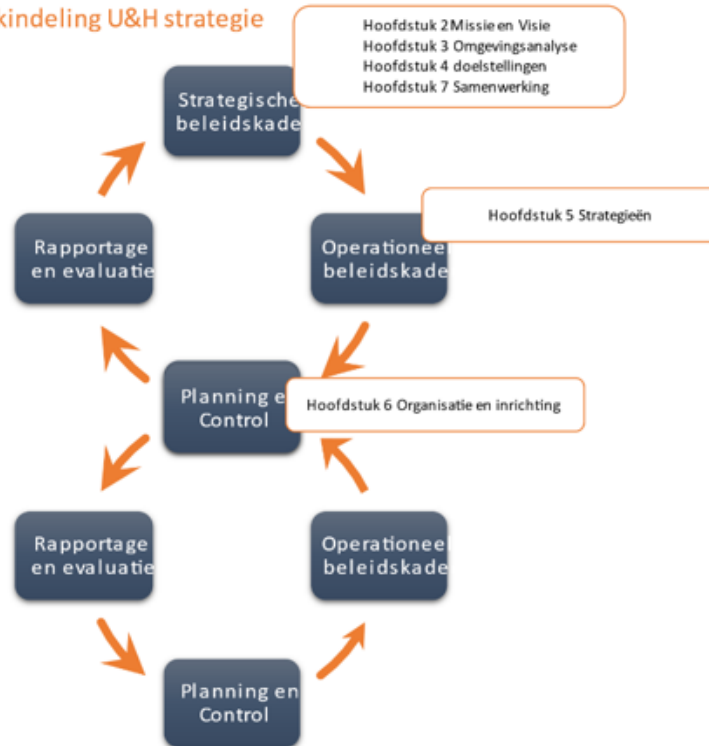 kindeling U&H strategie
Hoofdstuk 2 Missie en Visie
Hoofdstuk 3 Omgevingsanalyse
Hoofdstuk 4 doelstellingen
Hoofdstuk 7 Samenwerking
Strategische
beleidskade
Hoofdstuk 5 Strategieën
Rapportage
en evaluatie
Operationeel
beleidskade
Planning e
Control
Hoofdstuk 6 Organisatie en inrichting
Rapportage
en evaluatie
Operationeel
beleidskade
Planning en
Control